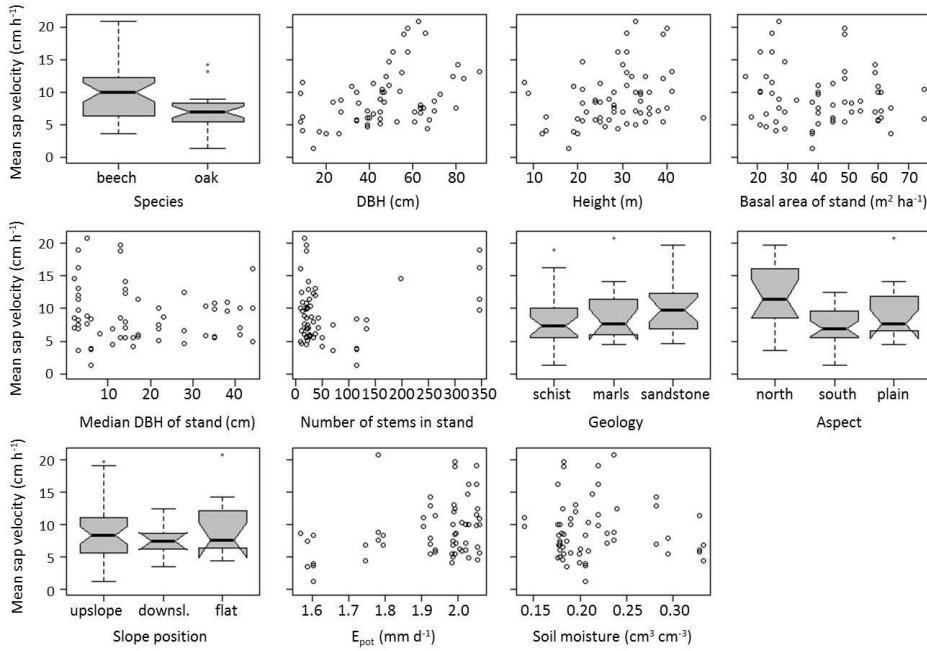 Mean sap velocity (cm h⁻¹)
20
15
10
5
0
beech oak
Species
0 20 40 60 80
DBH (cm)
10 20 30 40
Height (m)
20 30 40 50 60 70
Basal area of stand (m² ha⁻¹)
Mean sap velocity (cm h⁻¹)
20
15
10
5
0
10 20 30 40
Median DBH of stand (cm)
0 50 100 150 200 250 300 350
Number of stems in stand
schist marls sandstone
Geology
north south plain
Aspect
Mean sap velocity (cm h⁻¹)
20
15
10
5
0
upslope downsl. flat
Slope position
1.6 1.7 1.8 1.9 2.0
E_pot (mm d⁻¹)
0.15 0.20 0.25 0.30
Soil moisture (cm³ cm⁻³)